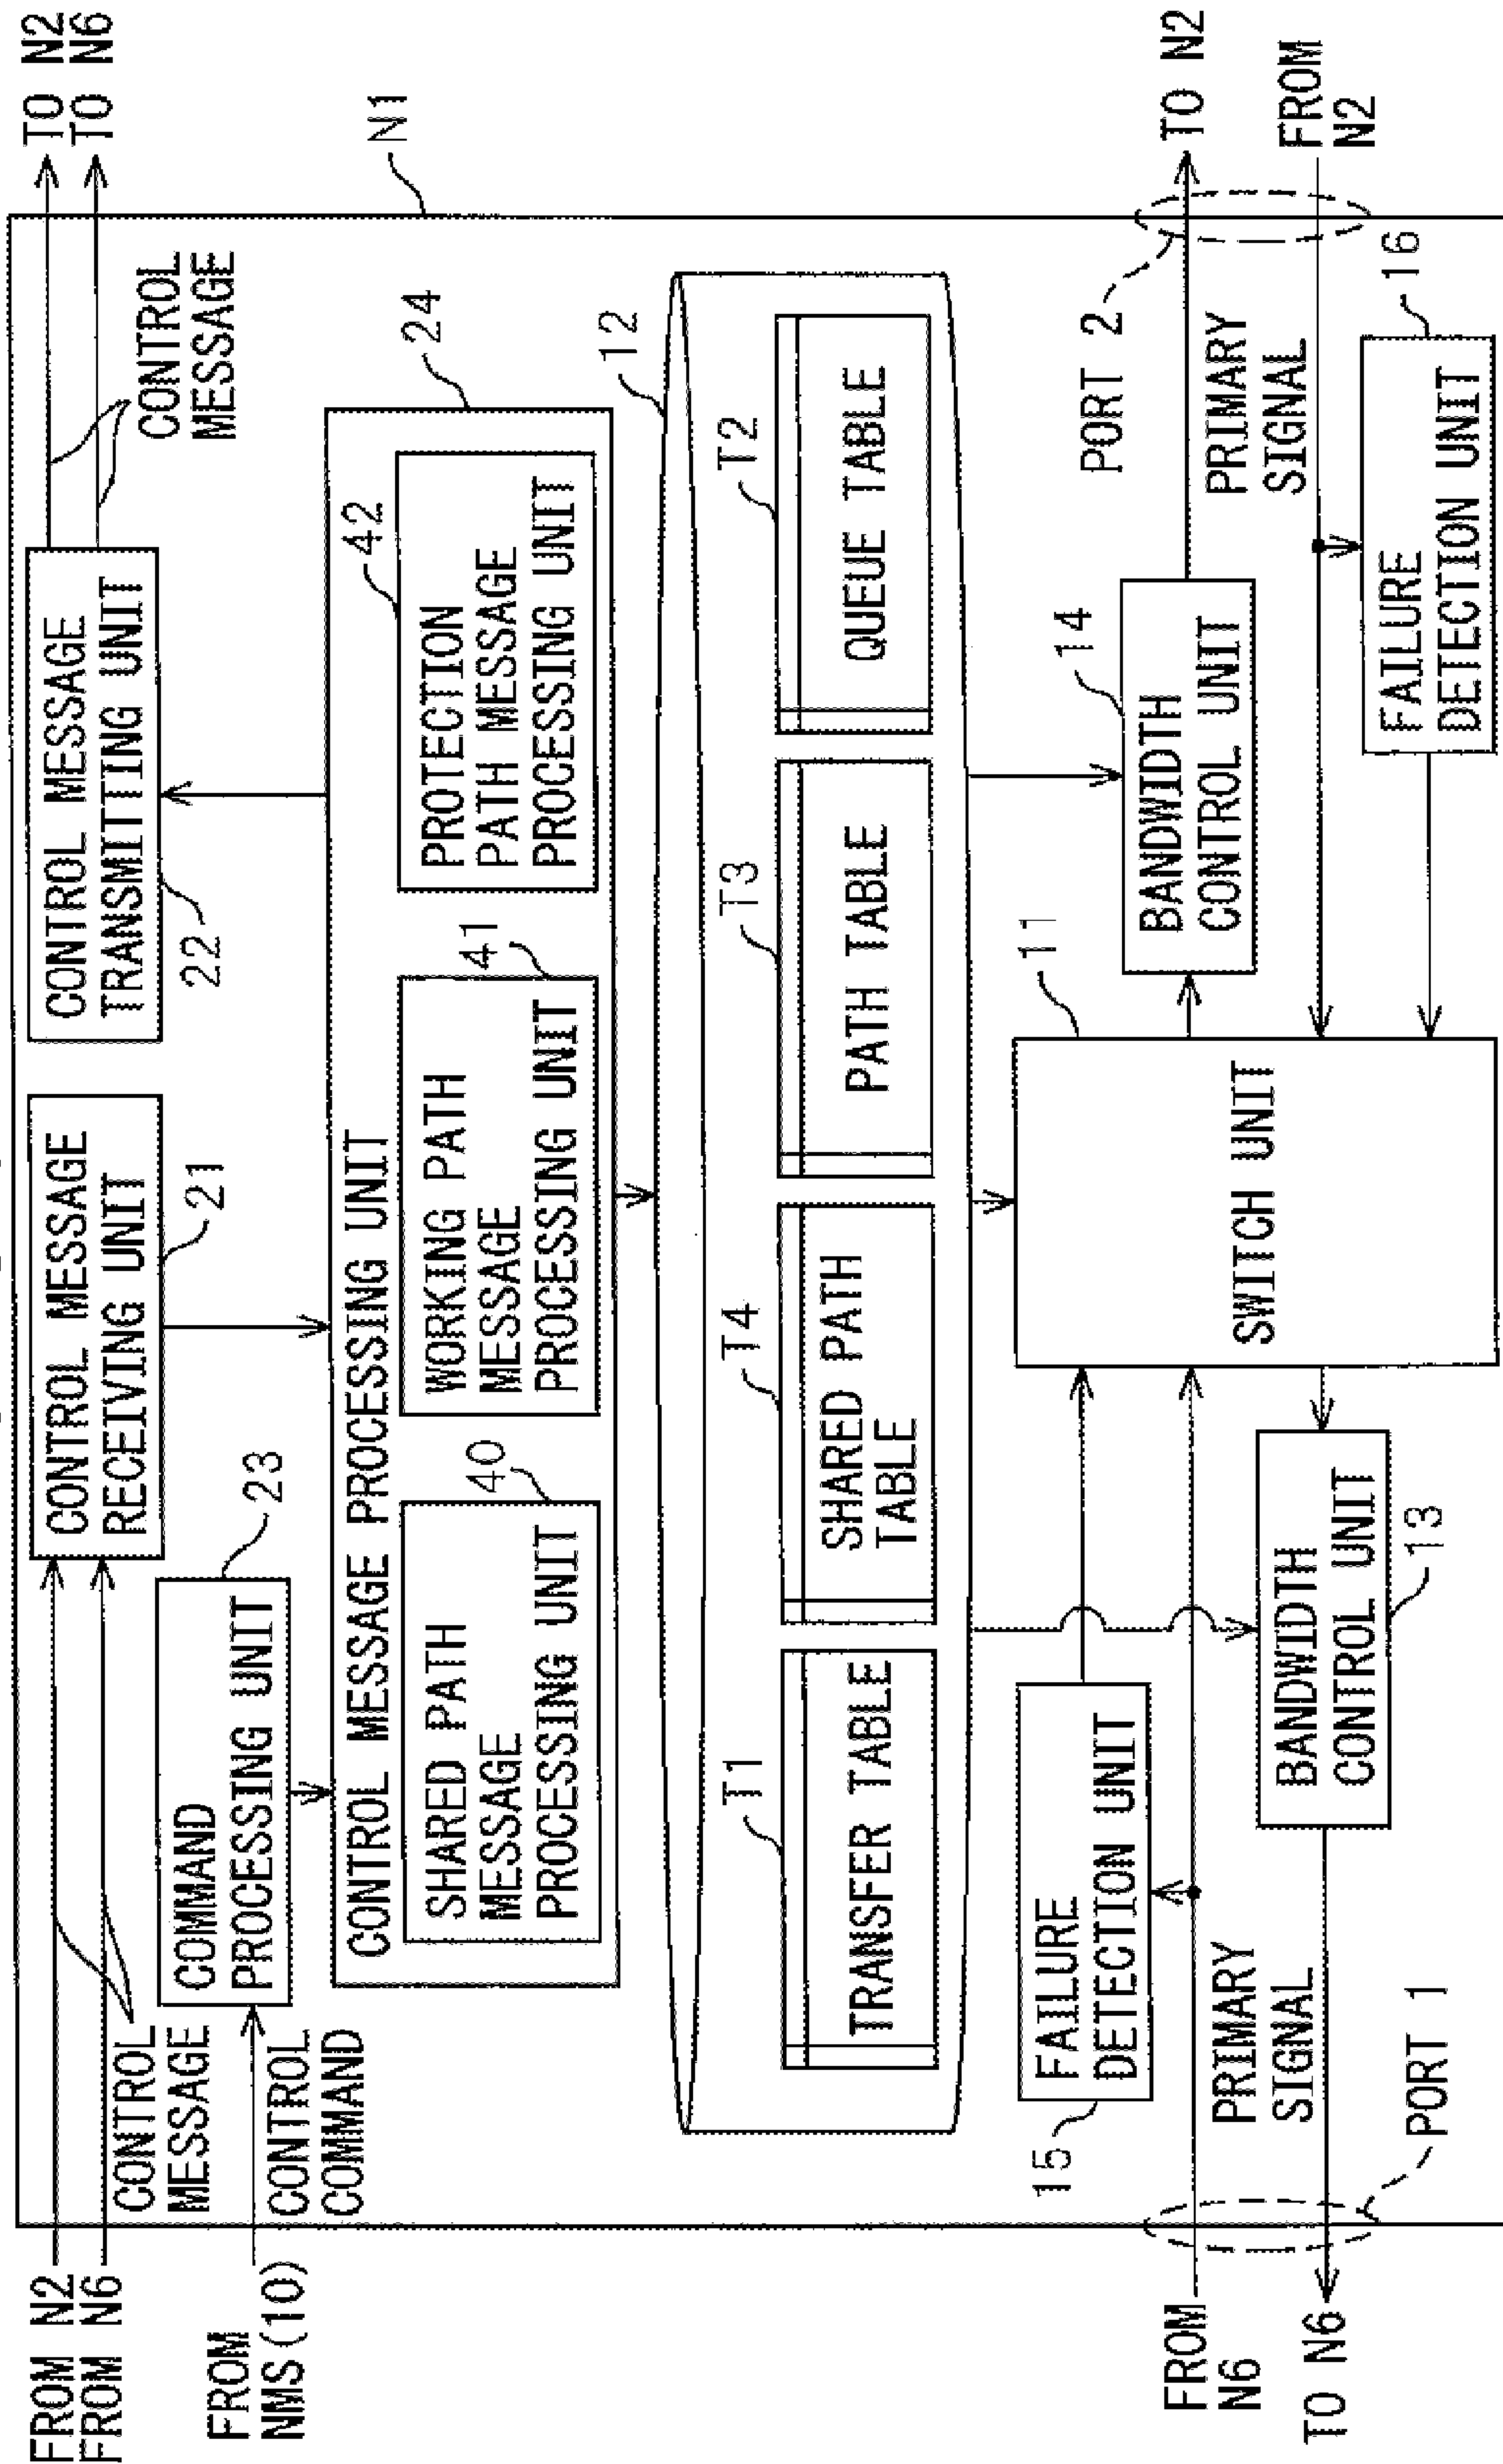 FROM N2
FROM N6
CONTROL
MESSAGE
FROM
NMS(10)
CONTROL
COMMAND
COMMAND
PROCESSING UNIT
23
CONTROL MESSAGE
RECEIVING UNIT
21
CONTROL MESSAGE
TRANSMITTING UNIT
22
TO N2
TO N6
CONTROL
MESSAGE
N1
CONTROL MESSAGE PROCESSING UNIT
24
SHARED PATH
MESSAGE
PROCESSING UNIT
40
WORKING PATH
MESSAGE
PROCESSING UNIT
41
PROTECTION
PATH MESSAGE
PROCESSING UNIT
42
12
T1
TRANSFER TABLE
T4
SHARED PATH
TABLE
T3
PATH TABLE
T2
QUEUE TABLE
FAILURE
DETECTION UNIT
15
FROM
N6
PRIMARY
SIGNAL
TO N6
PORT 1
BANDWIDTH
CONTROL UNIT
13
SWITCH UNIT
11
BANDWIDTH
CONTROL UNIT
14
PORT 2
TO N2
PRIMARY
SIGNAL
FROM
N2
FAILURE
DETECTION UNIT
16